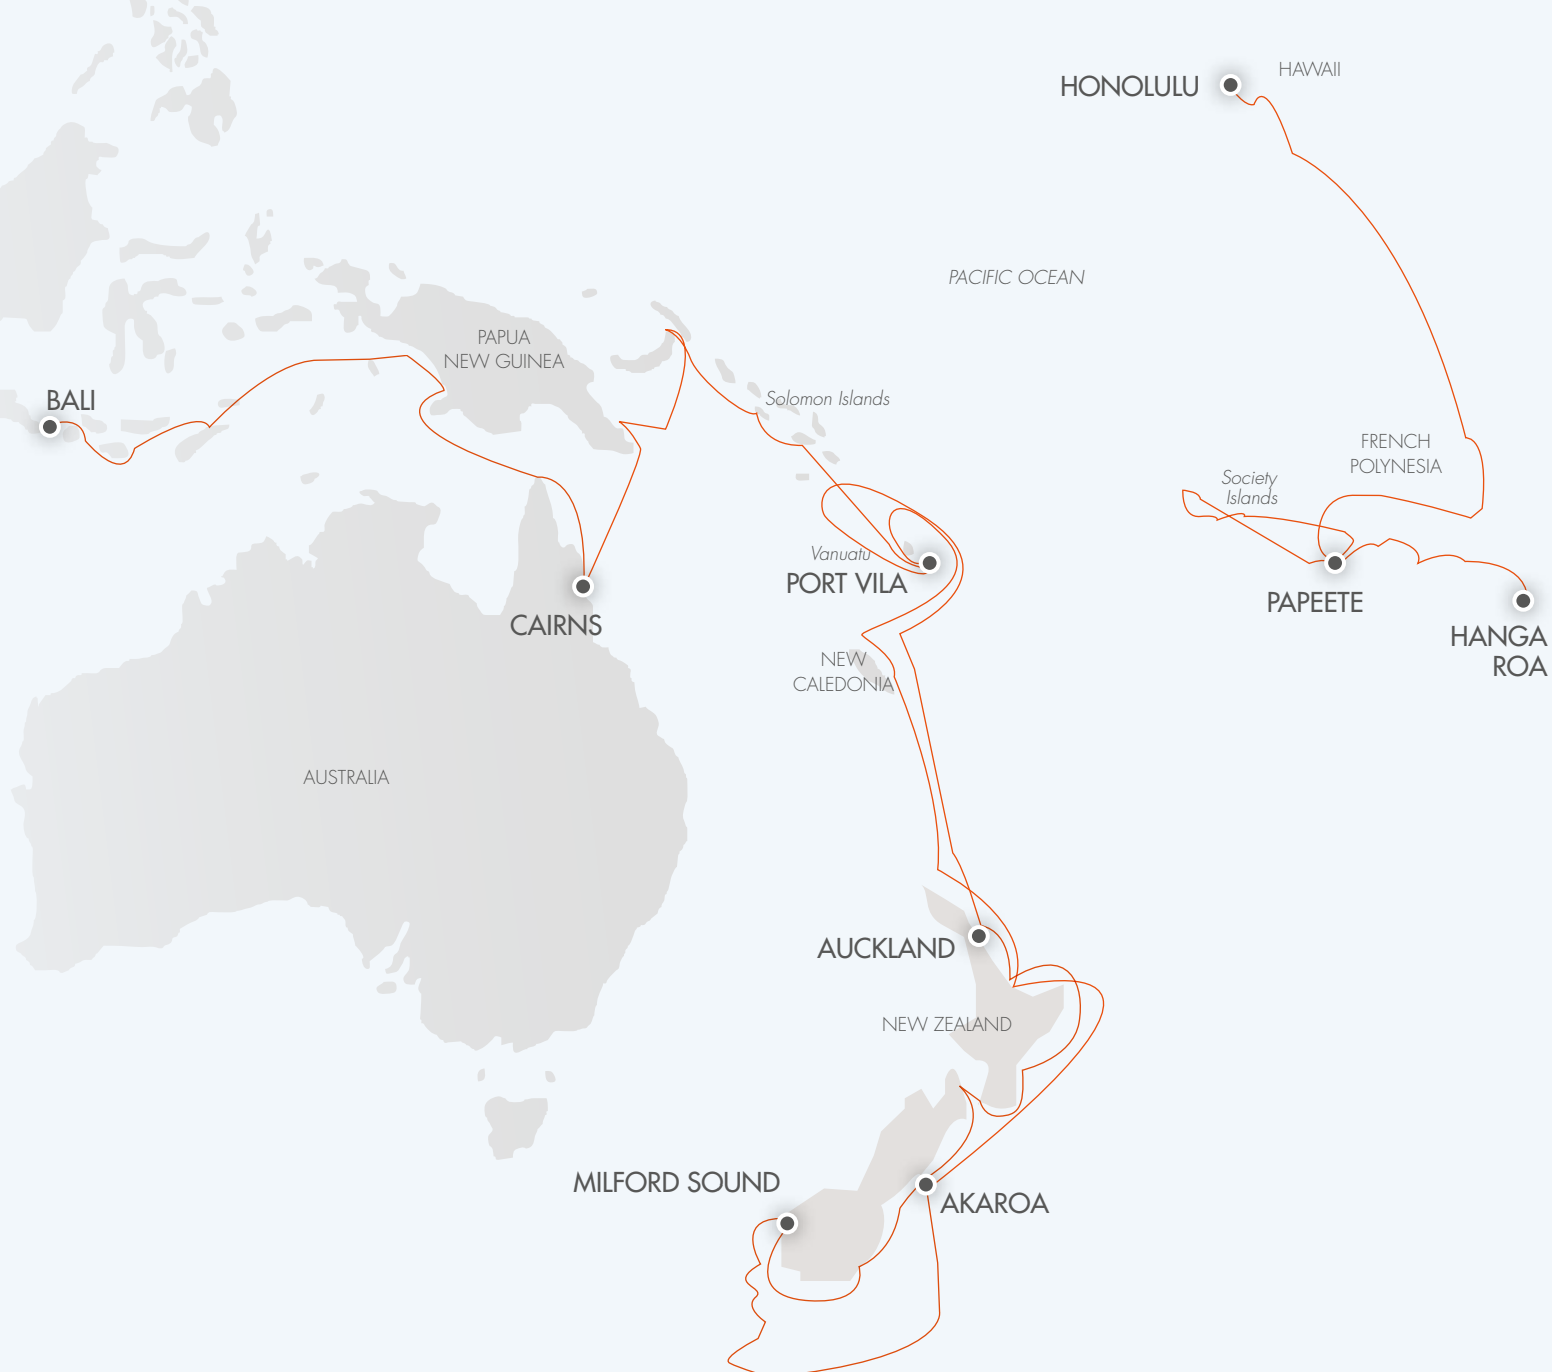 HAWAII
HONOLULU
PACIFIC OCEAN
PAPUA
NEW GUINEA
BALI
Solomon Islands
FRENCH
POLYNESIA
Society
Islands
Vanuatu
PORT VILA
PAPEETE
CAIRNS
HANGA
ROA
NEW
CALEDONIA
AUSTRALIA
AUCKLAND
NEW ZEALAND
MILFORD SOUND
AKAROA